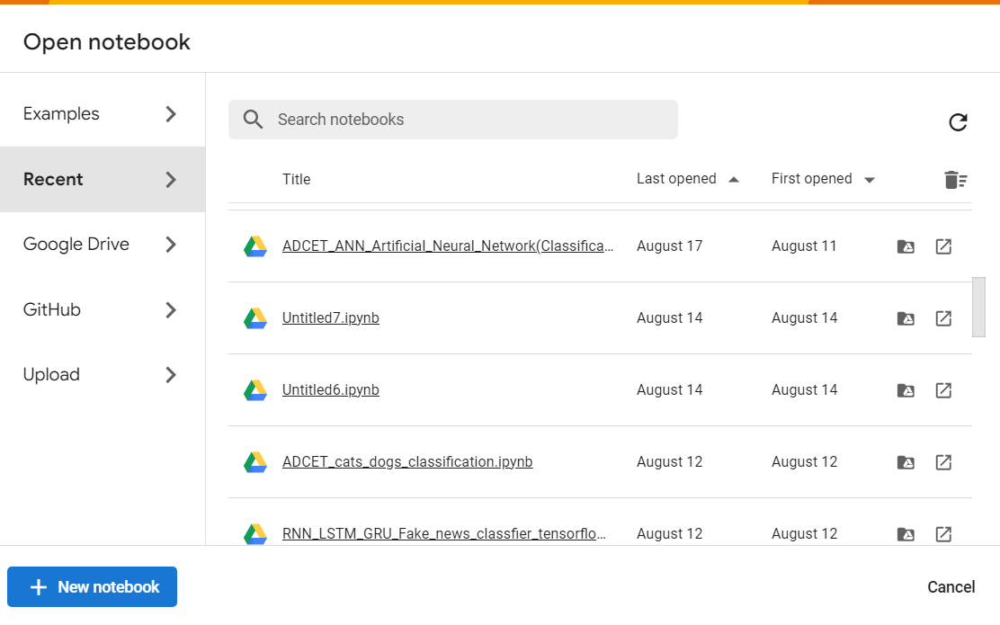 Open notebook
Examples
Recent
Google Drive
GitHub
Upload
Search notebooks
Title Last opened First opened
ADCET_ANN_Artificial_Neural_Network(Classifica... August 17 August 11
Untitled7.ipynb August 14 August 14
Untitled6.ipynb August 14 August 14
ADCET_cats_dogs_classification.ipynb August 12 August 12
RNN_LSTM_GRU_Fake_news_classfier_tensorflo... August 12 August 12
New notebook Cancel